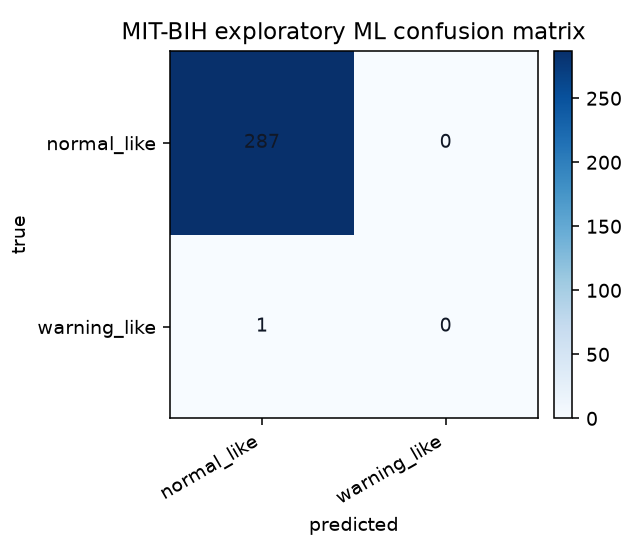 MIT-BIH exploratory ML confusion matrix
true
normal_like
287
0
warning_like
1
0
normal_like
warning_like
predicted
250
200
150
100
50
0